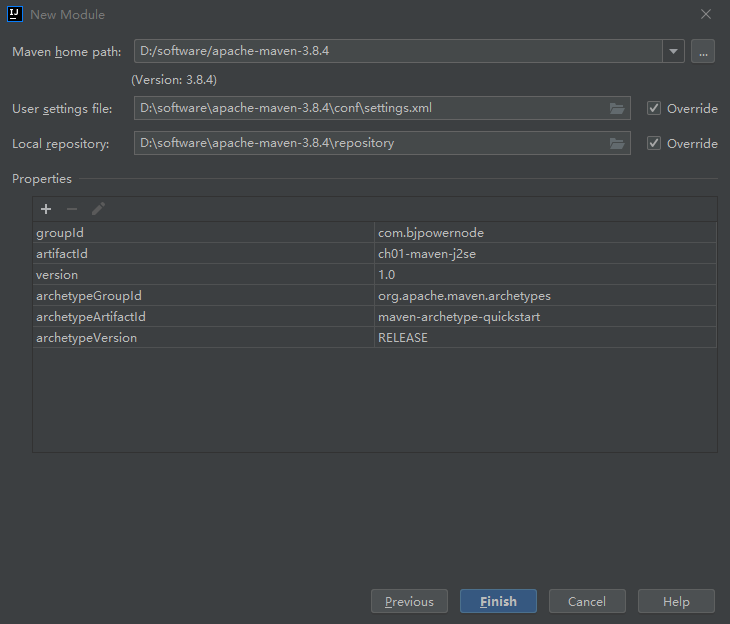 IJ New Module
Maven home path: D:/software/apache-maven-3.8.4 ...
(Version: 3.8.4)
User settings file: D:\software\apache-maven-3.8.4\conf\settings.xml Override
Local repository: D:\software\apache-maven-3.8.4\repository Override
Properties
groupId com.bjpowernode
artifactId ch01-maven-j2se
version 1.0
archetypeGroupId org.apache.maven.archetypes
archetypeArtifactId maven-archetype-quickstart
archetypeVersion RELEASE
Previous Finish Cancel Help